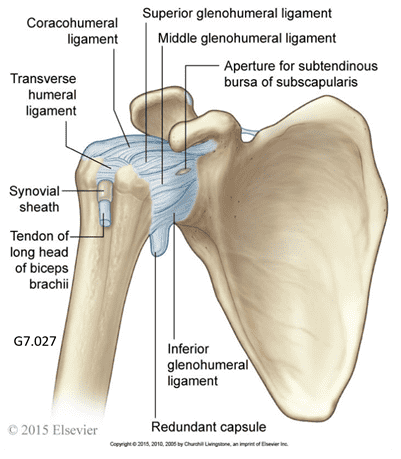 Superior glenohumeral ligament
Coracohumeral
ligament
Middle glenohumeral ligament
Aperture for subtendinous
bursa of subscapularis
Transverse
humeral
ligament
Synovial
sheath
Tendon of
long head
of biceps
brachii
G7.027
Inferior
glenohumeral
ligament
Redundant capsule
© 2015 Elsevier
Copyright © 2015, 2010, 2005 by Churchill Livingstone, an imprint of Elsevier Inc.